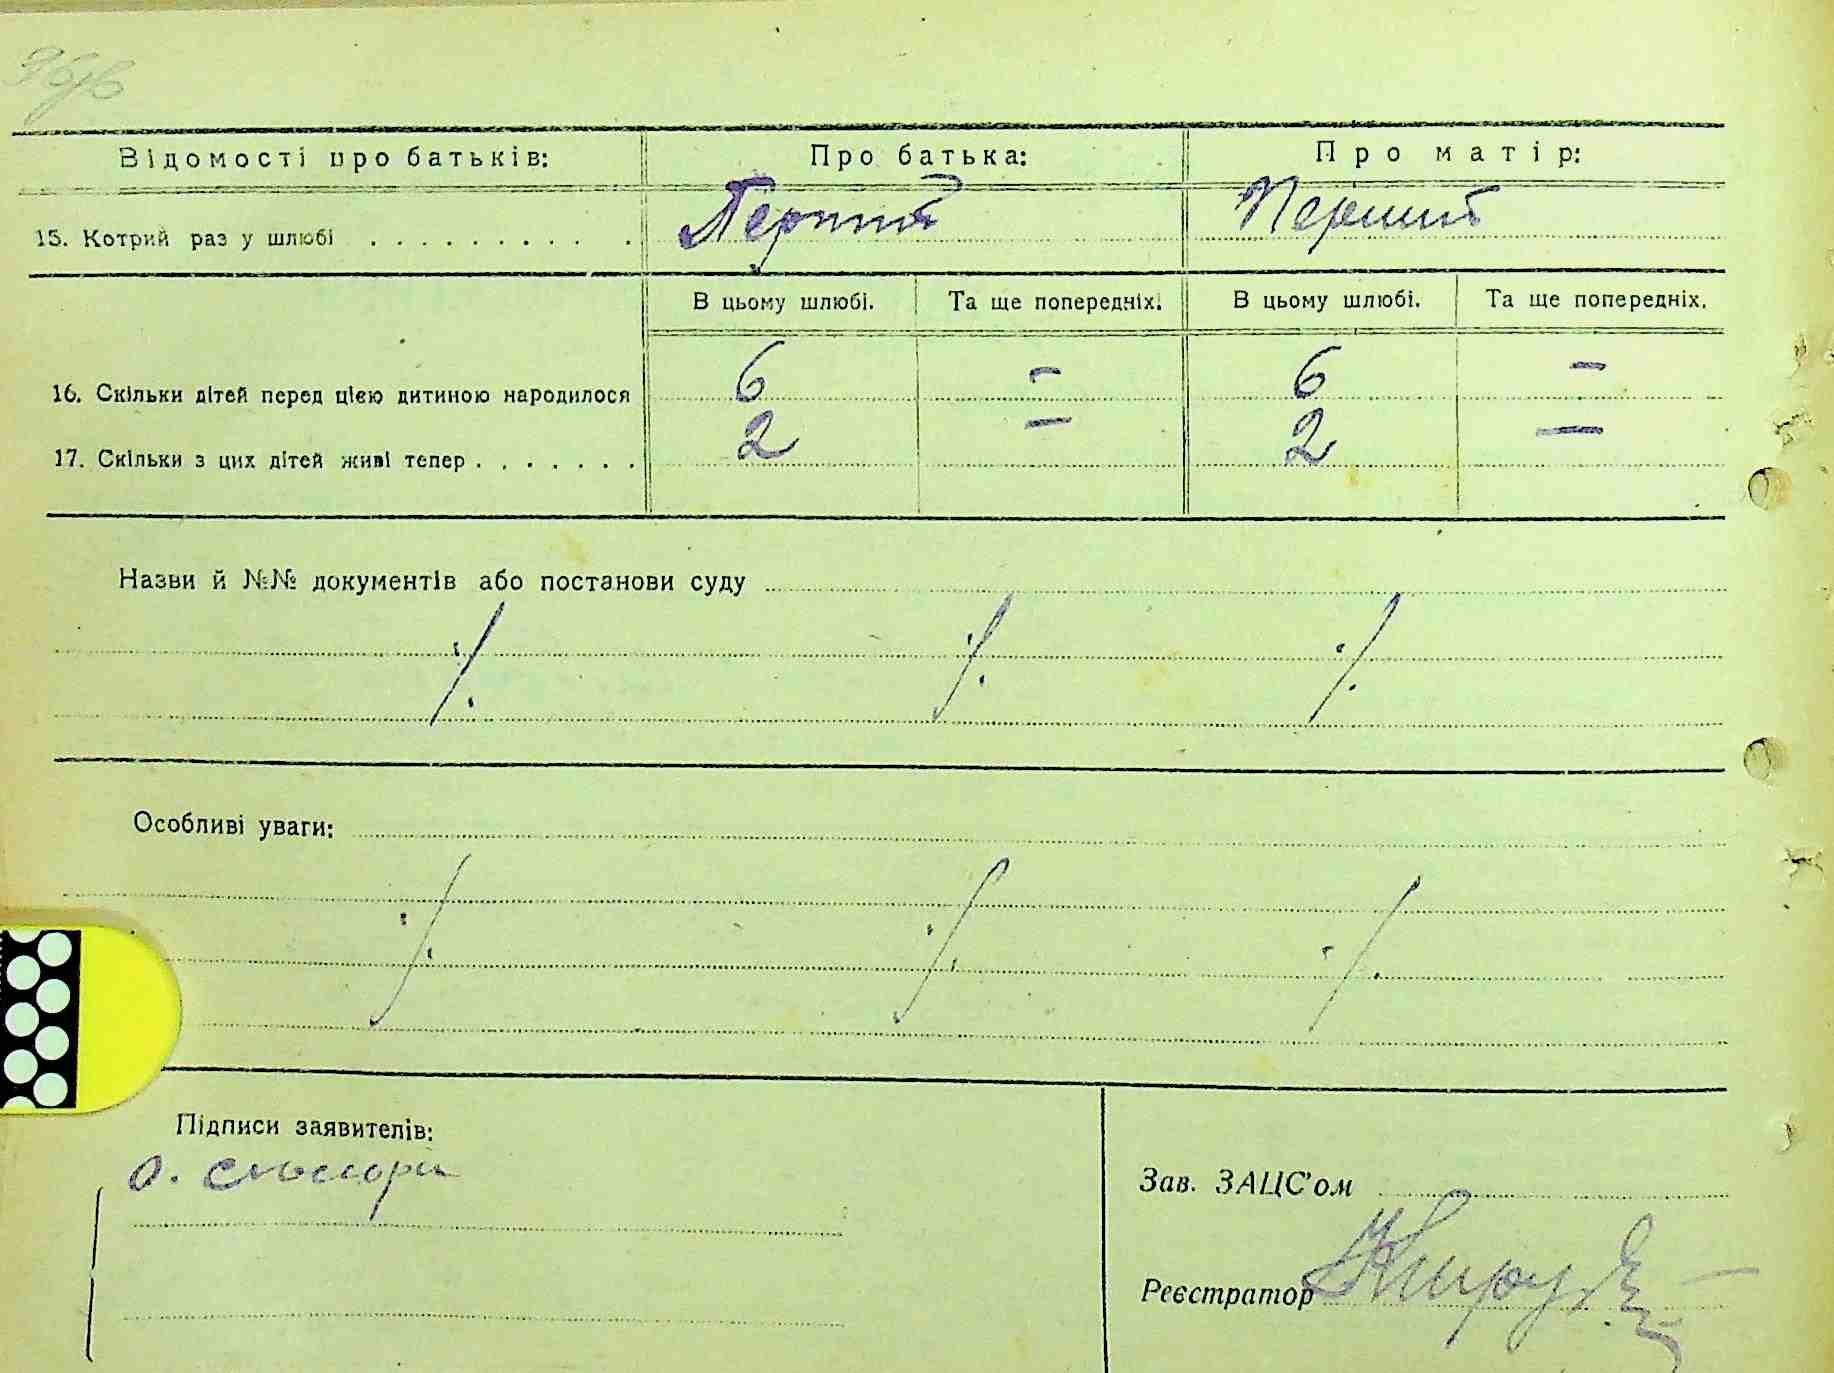 Відомості про батьків: Про батька: Про матір:
15. Котрий раз у шлюбі . . . . . . . . . . Перший Перший
В цьому шлюбі. Та ще попередніх. В цьому шлюбі. Та ще попередніх.
16. Скільки дітей перед цією дитиною народилося 6 – 6 –
17. Скільки з цих дітей живі тепер . . . . . . . 2 – 2 –
Назви й №№ документів або постанови суду
⁒ ⁒ ⁒
Особливі уваги:
⁒ ⁒ ⁒
Підписи заявителів:
Зав. ЗАЦС'ом
Реєстратор